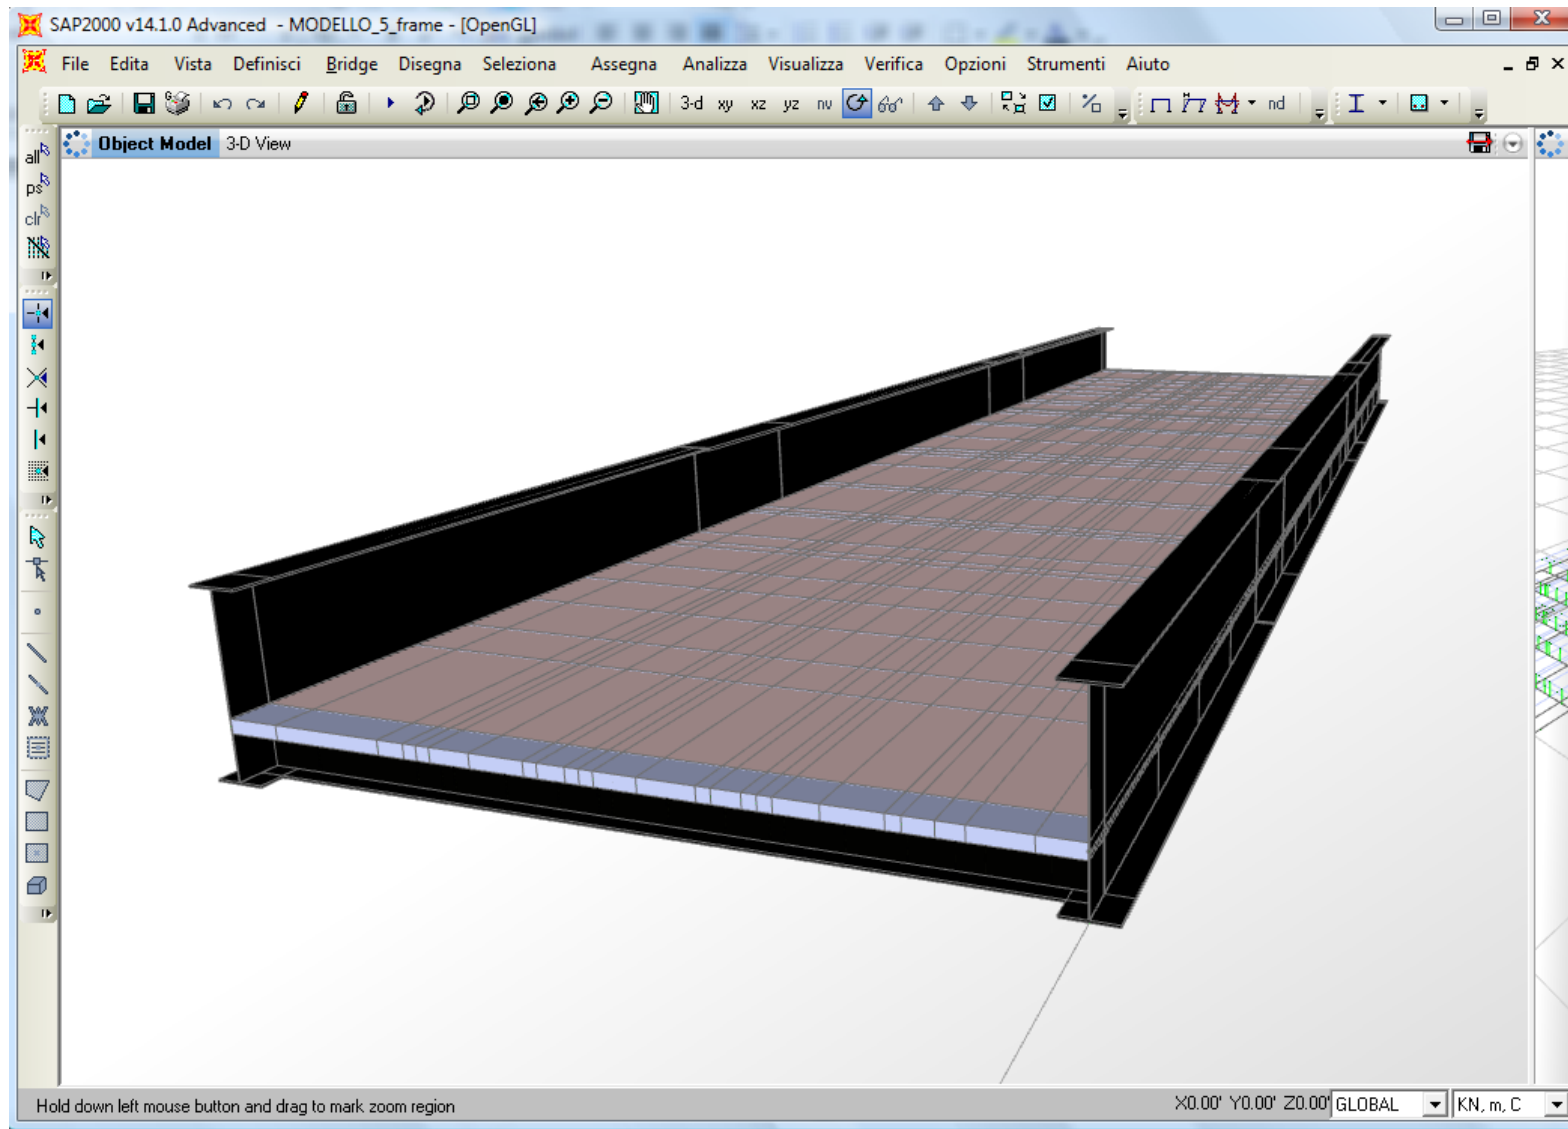 SAP2000 v14.1.0 Advanced - MODELLO_5_frame - [OpenGL]
File Edita Vista Definisci Bridge Disegna Seleziona Assegna Analizza Visualizza Verifica Opzioni Strumenti Aiuto
3-d xy xz yz nv nd
Object Model 3-D View
all
ps
clr
Hold down left mouse button and drag to mark zoom region
X0.00' Y0.00' Z0.00' GLOBAL KN, m, C